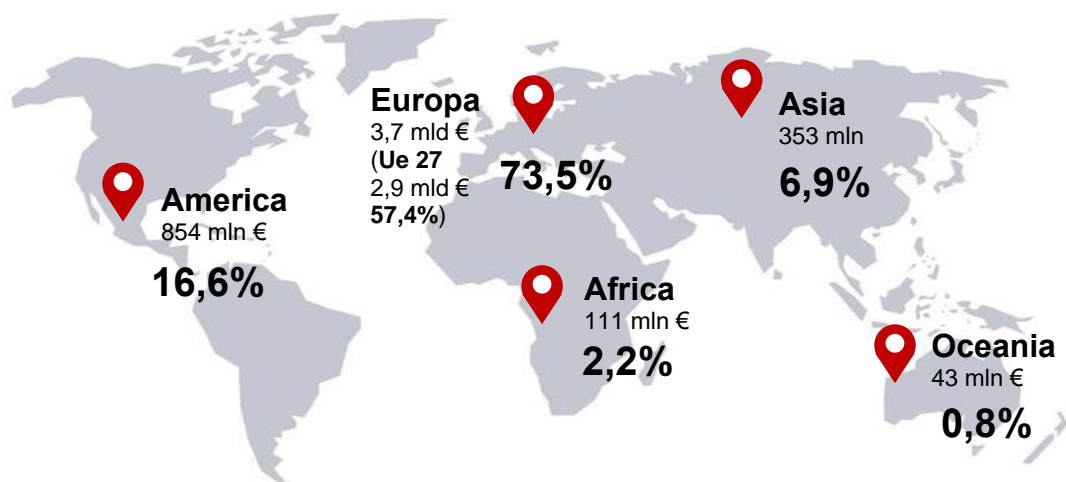 Europa
3,7 mld €
(Ue 27
2,9 mld €
57,4%)
73,5%
Asia
353 mln
6,9%
America
854 mln €
16,6%
Africa
111 mln €
2,2%
Oceania
43 mln €
0,8%